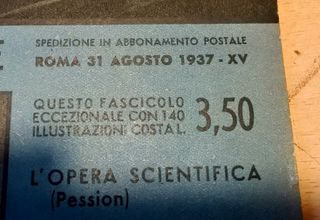 SPEDIZIONE IN ABBONAMENTO POSTALE
ROMA 31 AGOSTO 1937 - XV
QUESTO FASCICOLO
ECCEZIONALE CON 140
ILLUSTRAZIONI COSTA L. 3,50
L'OPERA SCIENTIFICA
(Pession)